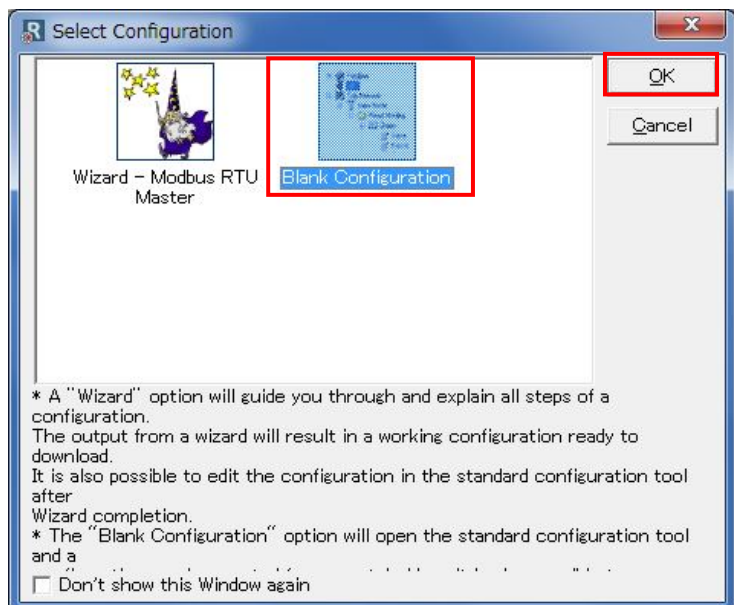 Select Configuration
OK
Cancel
Wizard - Modbus RTU
Master
Blank Configuration
* A "Wizard" option will guide you through and explain all steps of a
configuration.
The output from a wizard will result in a working configuration ready to
download.
It is also possible to edit the configuration in the standard configuration tool
after
Wizard completion.
* The "Blank Configuration" option will open the standard configuration tool
and a
Don't show this Window again